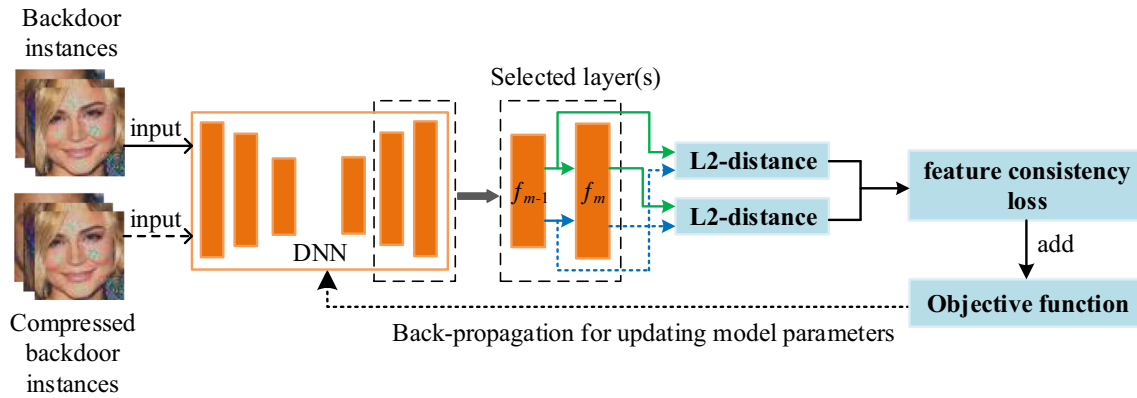 Backdoor
instances
input
input
Compressed
backdoor
instances
DNN
Selected layer(s)
f_{m-1}
f_m
L2-distance
L2-distance
feature consistency
loss
add
Objective function
Back-propagation for updating model parameters